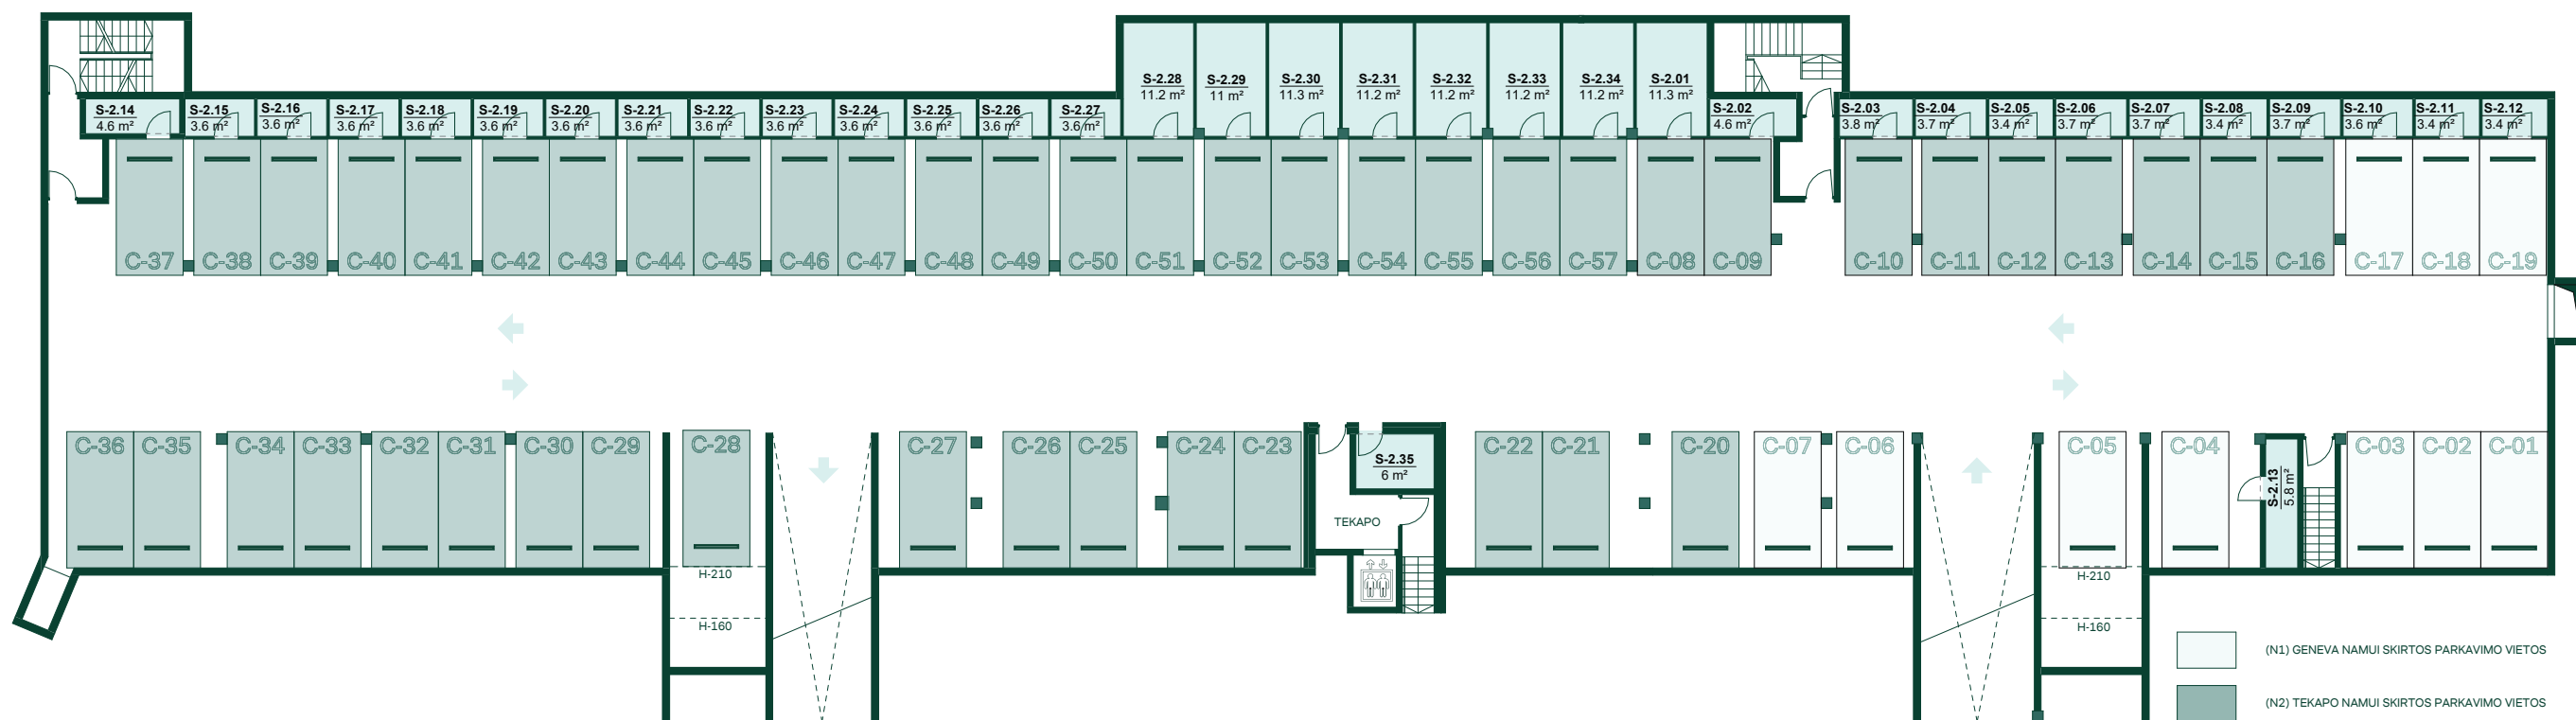 S-2.28
11.2 m²
S-2.29
11 m²
S-2.30
11.3 m²
S-2.31
11.2 m²
S-2.32
11.2 m²
S-2.33
11.2 m²
S-2.34
11.2 m²
S-2.01
11.3 m²
S-2.14
4.6 m²
S-2.15
3.6 m²
S-2.16
3.6 m²
S-2.17
3.6 m²
S-2.18
3.6 m²
S-2.19
3.6 m²
S-2.20
3.6 m²
S-2.21
3.6 m²
S-2.22
3.6 m²
S-2.23
3.6 m²
S-2.24
3.6 m²
S-2.25
3.6 m²
S-2.26
3.6 m²
S-2.27
3.6 m²
S-2.02
4.6 m²
S-2.03
3.8 m²
S-2.04
3.7 m²
S-2.05
3.4 m²
S-2.06
3.7 m²
S-2.07
3.7 m²
S-2.08
3.4 m²
S-2.09
3.7 m²
S-2.10
3.6 m²
S-2.11
3.4 m²
S-2.12
3.4 m²
C-37
C-38
C-39
C-40
C-41
C-42
C-43
C-44
C-45
C-46
C-47
C-48
C-49
C-50
C-51
C-52
C-53
C-54
C-55
C-56
C-57
C-08
C-09
C-10
C-11
C-12
C-13
C-14
C-15
C-16
C-17
C-18
C-19
C-36
C-35
C-34
C-33
C-32
C-31
C-30
C-29
C-28
C-27
C-26
C-25
C-24
C-23
S-2.35
6 m²
C-22
C-21
C-20
C-07
C-06
C-05
C-04
S-2.13
5.8 m²
C-03
C-02
C-01
TEKAPO
H-210
H-160
H-210
H-160
(N1) GENEVA NAMUI SKIRTOS PARKAVIMO VIETOS
(N2) TEKAPO NAMUI SKIRTOS PARKAVIMO VIETOS